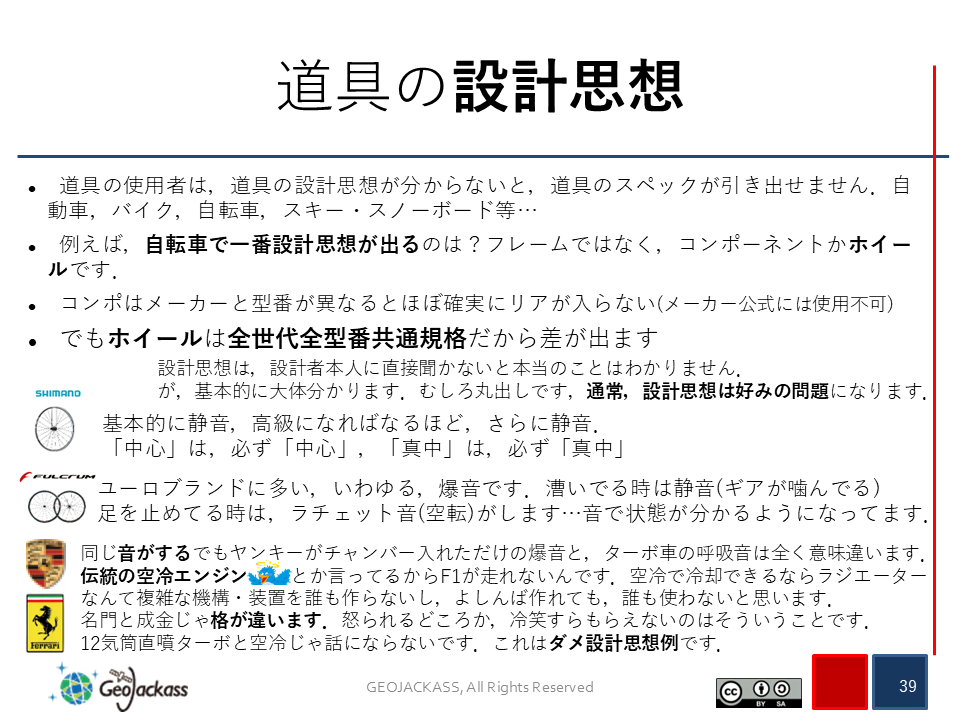 道具の設計思想
● 道具の使用者は，道具の設計思想が分からないと，道具のスペックが引き出せません．自
動車，バイク，自転車，スキー・スノーボード等…
● 例えば，自転車で一番設計思想が出るのは？フレームではなく，コンポーネントかホイー
ルです．
● コンポはメーカーと型番が異なるとほぼ確実にリアが入らない(メーカー公式には使用不可)
● でもホイールは全世代全型番共通規格だから差が出ます
設計思想は，設計者本人に直接聞かないと本当のことはわかりません．
が，基本的に大体分かります．むしろ丸出しです，通常，設計思想は好みの問題になります．
SHIMANO
基本的に静音，高級になればなるほど，さらに静音．
「中心」は，必ず「中心」，「真中」は，必ず「真中」
FULCRUM
ユーロブランドに多い，いわゆる，爆音です．漕いでる時は静音(ギアが噛んでる)
足を止めてる時は，ラチェット音(空転)がします…音で状態が分かるようになってます．
同じ音がするでもヤンキーがチャンバー入れただけの爆音と，ターボ車の呼吸音は全く意味違います．
伝統の空冷エンジンとか言ってるからF1が走れないんです．空冷で冷却できるならラジエーター
なんて複雑な機構・装置を誰も作らないし，よしんば作れても，誰も使わないと思います．
名門と成金じゃ格が違います．怒られるどころか，冷笑すらもらえないのはそういうことです．
Ferrari
12気筒直噴ターボと空冷じゃ話にならないです．これはダメ設計思想例です．
GEOJACKASS
GEOJACKASS, All Rights Reserved
CC BY SA
39